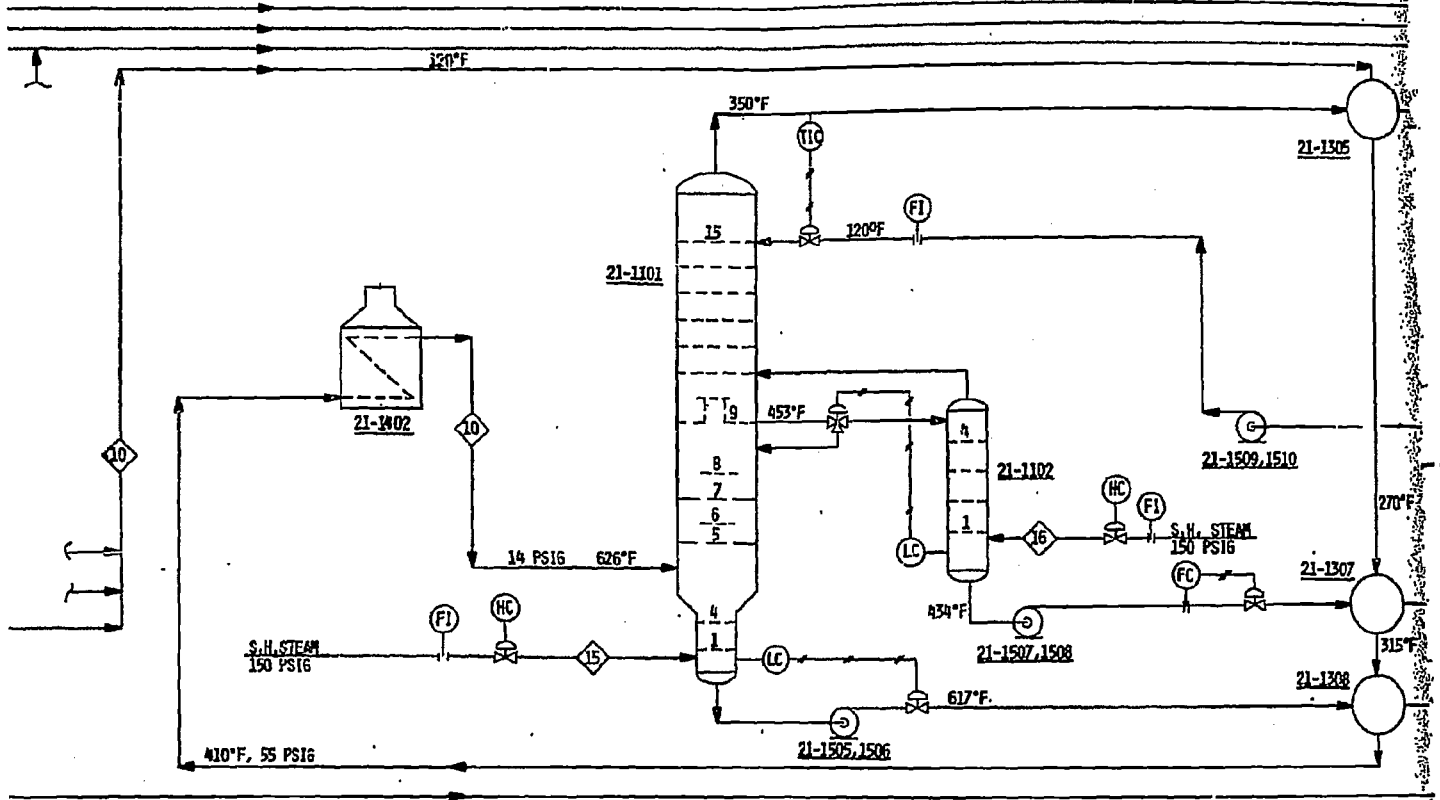 120°F
350°F
TIC
21-1305
FI
15
120°F
21-1101
21-1402
9
453°F
4
10
10
21-1509,1510
8
21-1102
7
HC
270°F
6
1
FI
5
16
S.H. STEAM
150 PSIG
14 PSIG 626°F
LC
FC
21-1307
4
434°F
HC
FI
1
21-1507,1508
315°F
S.H.STEAM
150 PSIG
15
LC
21-1308
617°F
21-1505,1506
410°F, 55 PSIG